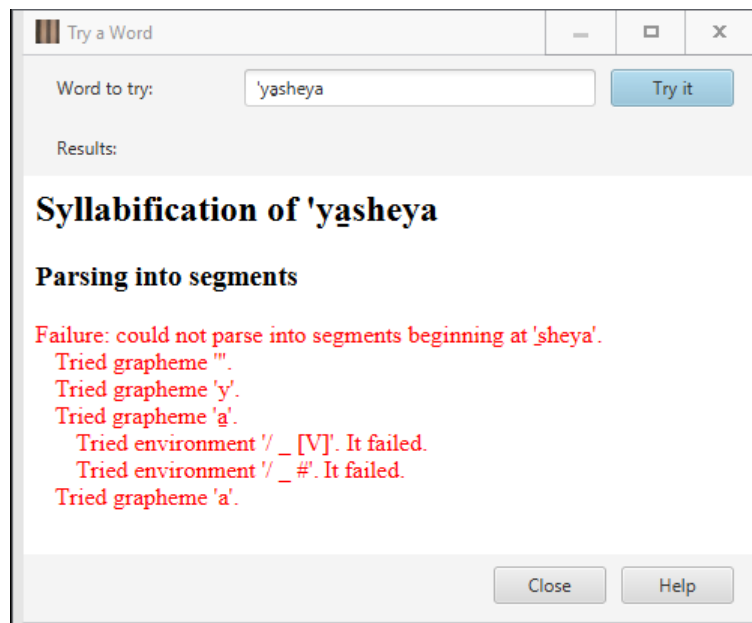 Try a Word
Word to try:
'ya̱sheya
Try it
Results:
Syllabification of 'ya̱sheya
Parsing into segments
Failure: could not parse into segments beginning at '̱sheya'.
Tried grapheme '''.
Tried grapheme 'y'.
Tried grapheme 'a̱'.
Tried environment '/ _ [V]'. It failed.
Tried environment '/ _ #'. It failed.
Tried grapheme 'a'.
Close
Help